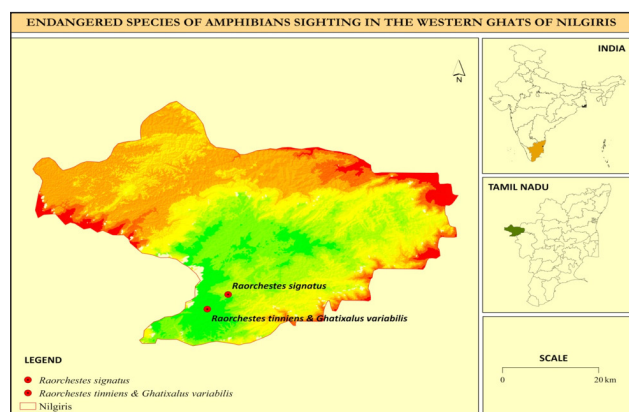 ENDANGERED SPECIES OF AMPHIBIANS SIGHTING IN THE WESTERN GHATS OF NILGIRIS
N
INDIA
TAMIL NADU
Raorchestes signatus
Raorchestes tinniens & Ghatixalus variabilis
LEGEND
Raorchestes signatus
Raorchestes tinniens & Ghatixalus variabilis
Nilgiris
SCALE
0 20 km